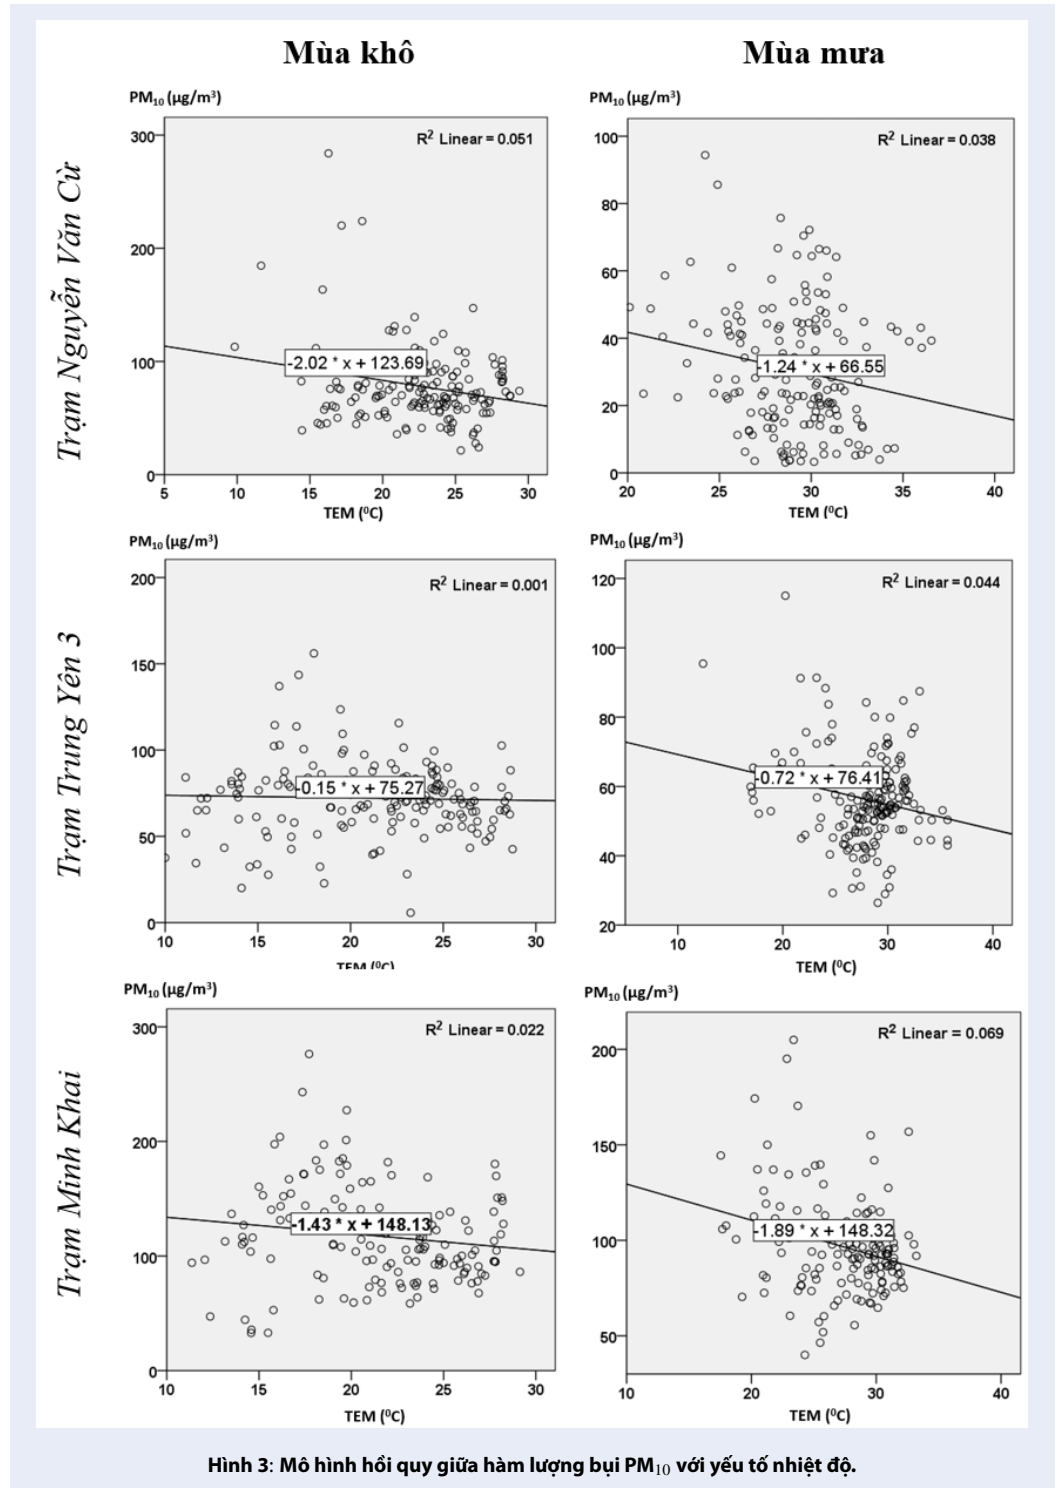 Mùa khô
Mùa mưa
Trạm Nguyễn Văn Cừ
PM₁₀ (µg/m³)
R² Linear = 0.051
300
200
100
0
-2.02 * x + 123.69
5 10 15 20 25 30
TEM (⁰C)
PM₁₀ (µg/m³)
R² Linear = 0.038
100
80
60
40
20
0
-1.24 * x + 66.55
20 25 30 35 40
TEM (⁰C)
Trạm Trung Yên 3
PM₁₀ (µg/m³)
R² Linear = 0.001
200
150
100
50
0
-0.15 * x + 75.27
10 15 20 25 30
TEM (⁰C)
PM₁₀ (µg/m³)
R² Linear = 0.044
120
100
80
60
40
20
-0.72 * x + 76.41
10 20 30 40
TEM (⁰C)
Trạm Minh Khai
PM₁₀ (µg/m³)
R² Linear = 0.022
300
200
100
0
-1.43 * x + 148.13
10 15 20 25 30
TEM (⁰C)
PM₁₀ (µg/m³)
R² Linear = 0.069
200
150
100
50
-1.89 * x + 148.32
10 20 30 40
TEM (⁰C)
Hình 3: Mô hình hồi quy giữa hàm lượng bụi PM₁₀ với yếu tố nhiệt độ.